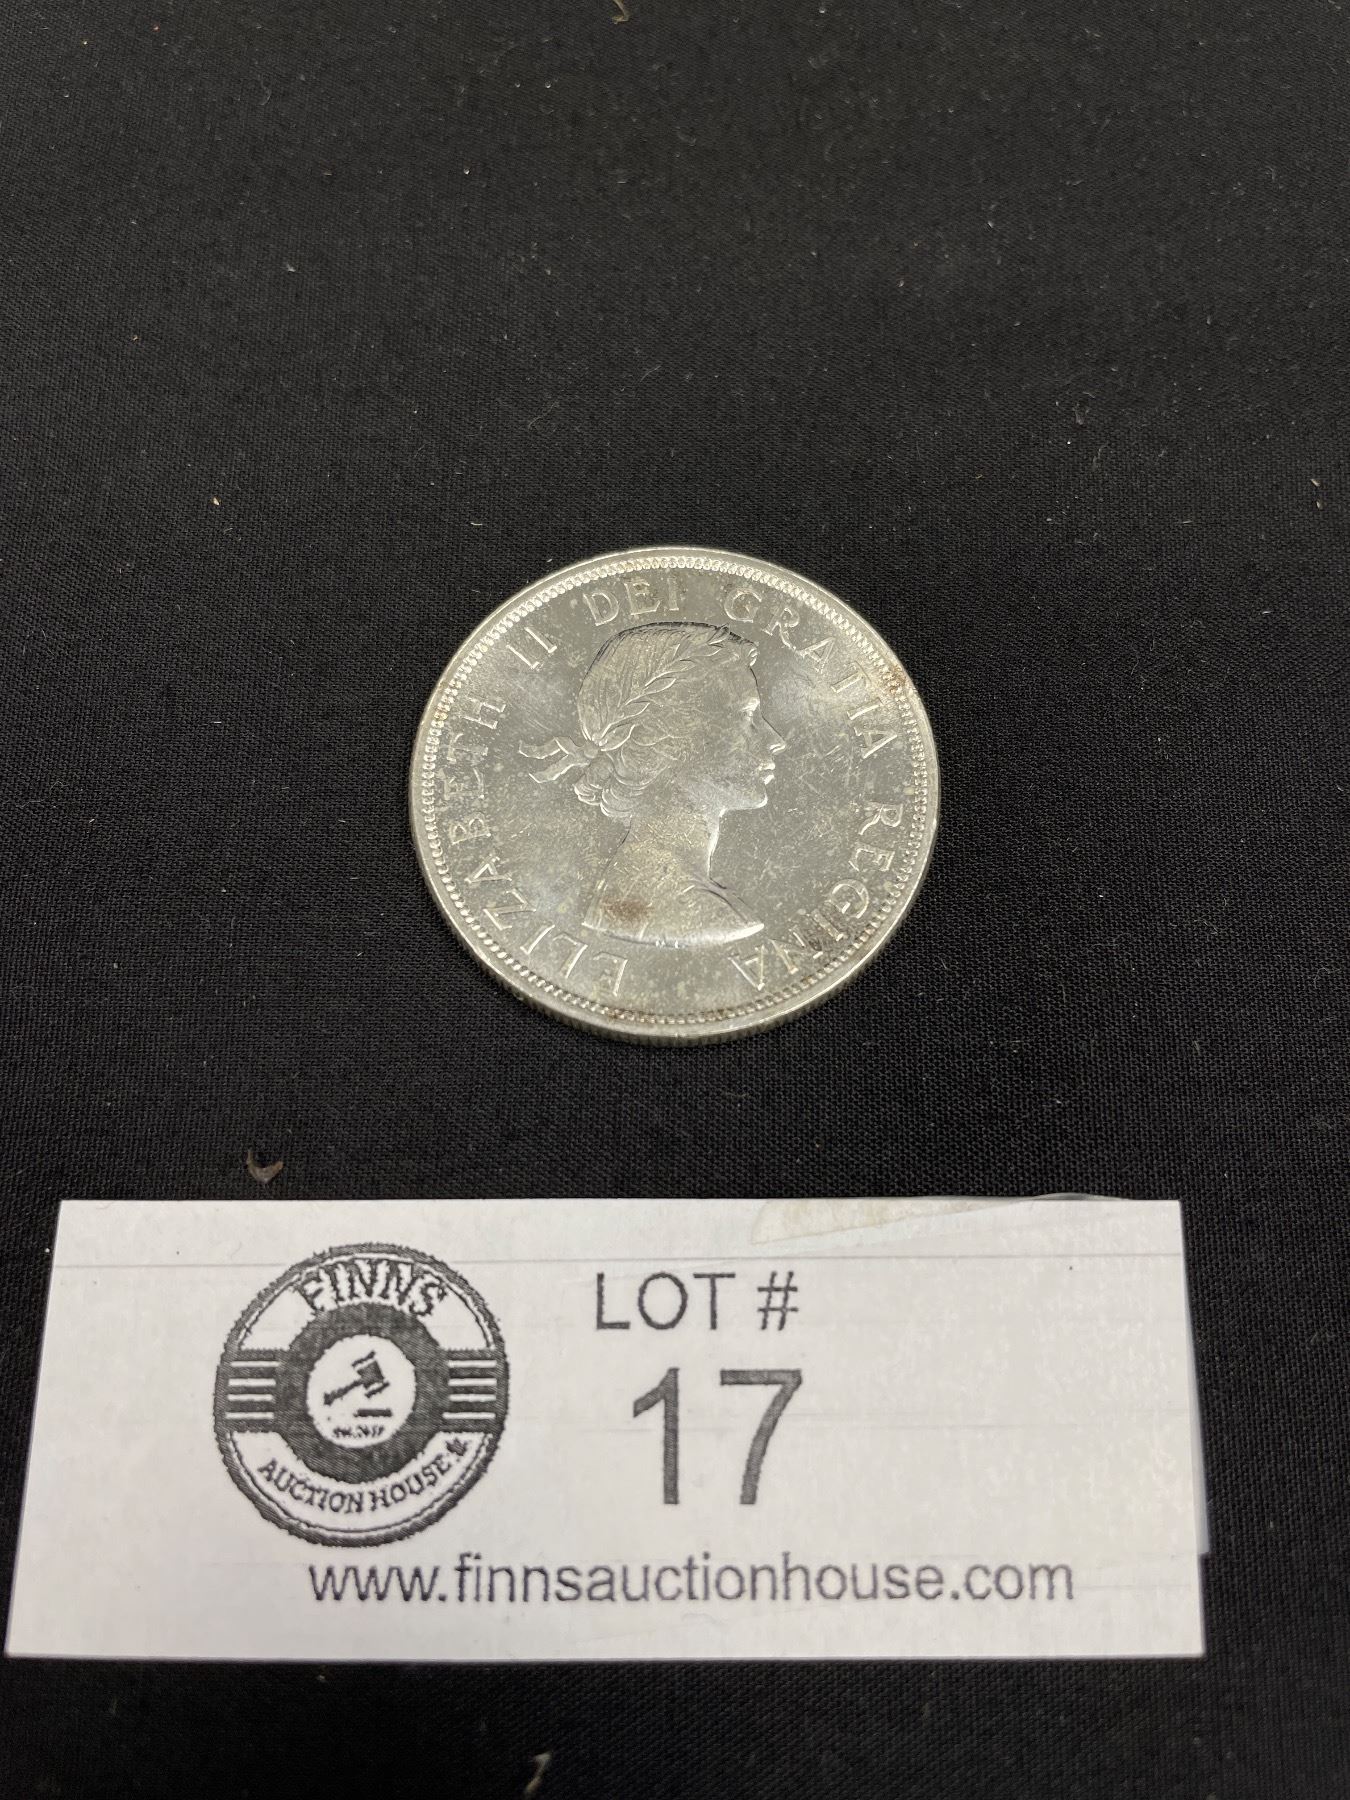 ELIZABETH II DEI GRATIA REGINA
FINNS
AUCTION HOUSE
LOT #
17
www.finnsauctionhouse.com